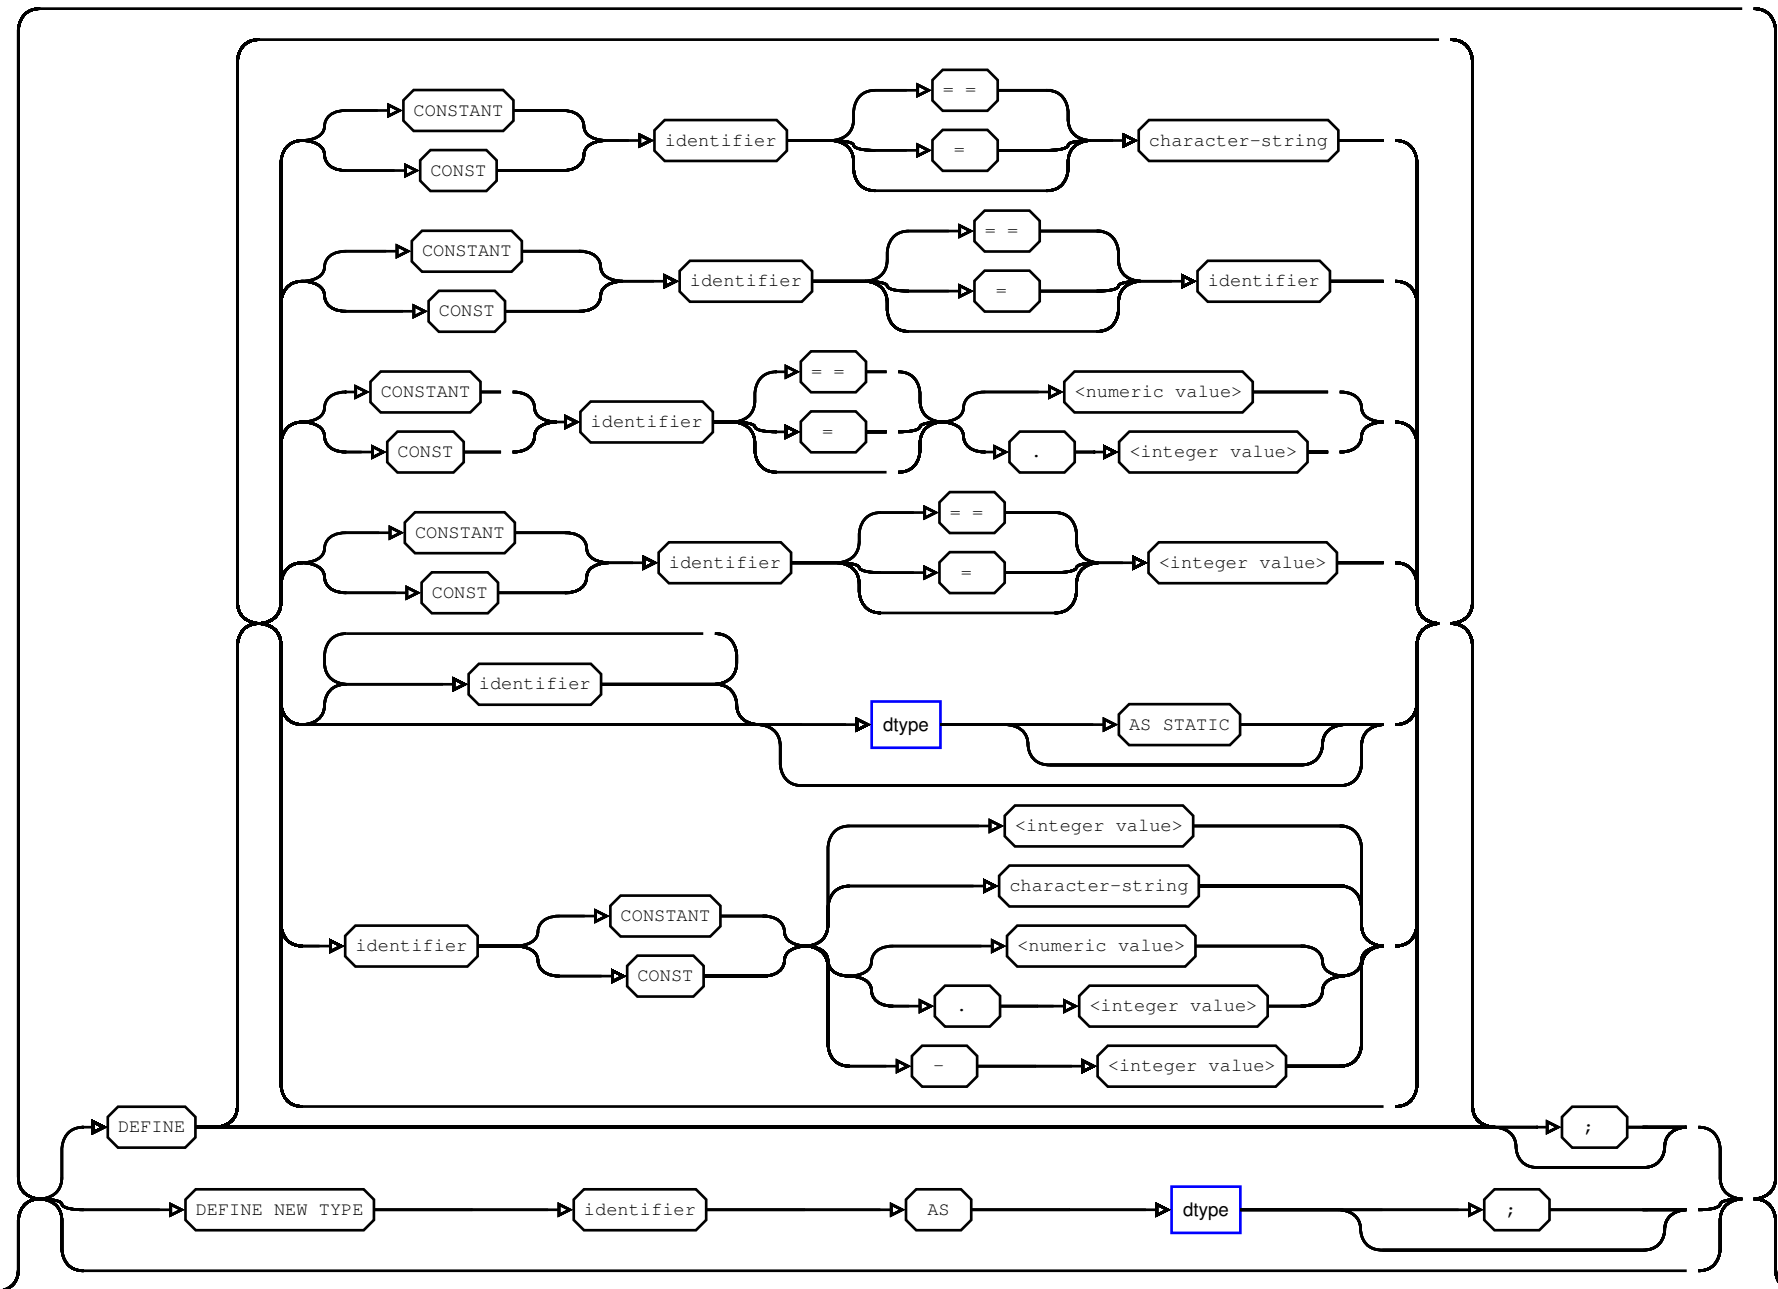 = =
CONSTANT
identifier
=
character-string
CONST
= =
CONSTANT
identifier
=
identifier
CONST
= =
CONSTANT
<numeric value>
identifier
=
CONST
.
<integer value>
= =
CONSTANT
identifier
=
<integer value>
CONST
identifier
dtype
AS STATIC
<integer value>
character-string
CONSTANT
identifier
<numeric value>
CONST
.
<integer value>
-
<integer value>
DEFINE
;
DEFINE NEW TYPE
identifier
AS
dtype
;